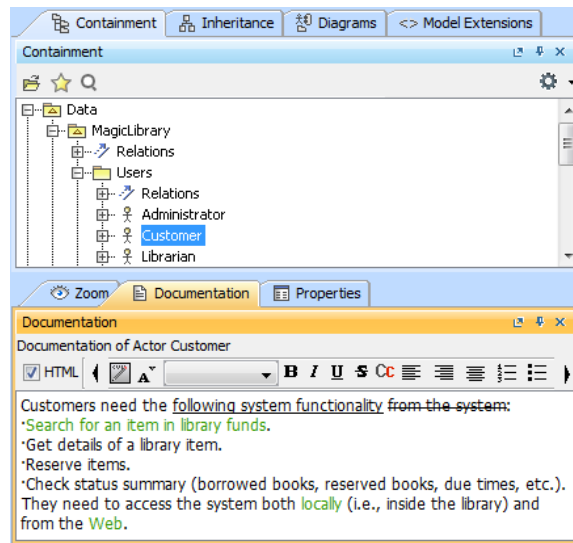 Containment Inheritance Diagrams <> Model Extensions
Containment
Data
MagicLibrary
Relations
Users
Relations
Administrator
Customer
Librarian
Zoom Documentation Properties
Documentation
Documentation of Actor Customer
HTML A B I U S CC
Customers need the following system functionality from the system:
·Search for an item in library funds.
·Get details of a library item.
·Reserve items.
·Check status summary (borrowed books, reserved books, due times, etc.).
They need to access the system both locally (i.e., inside the library) and
from the Web.